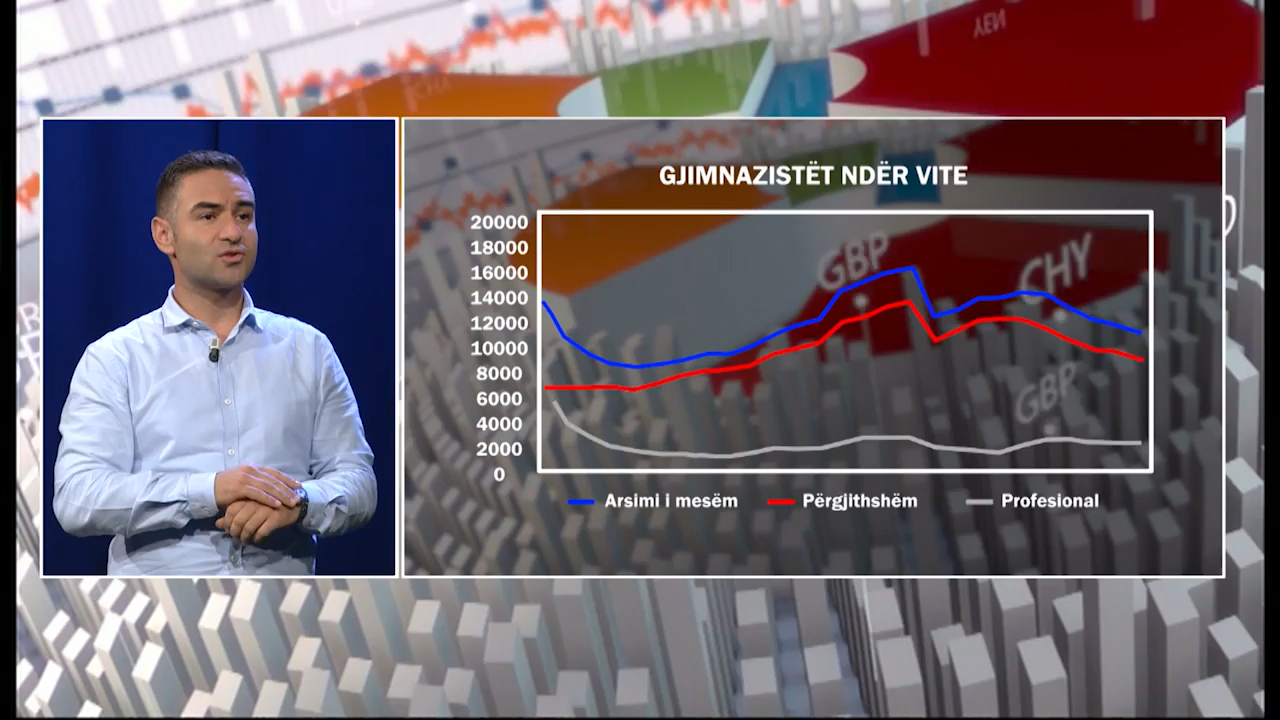 GJIMNAZISTËT NDËR VITE
20000
18000
16000
14000
12000
10000
8000
6000
4000
2000
0
GBP
CHY
GBP
YEN
Arsimi i mesëm
Përgjithshëm
Profesional